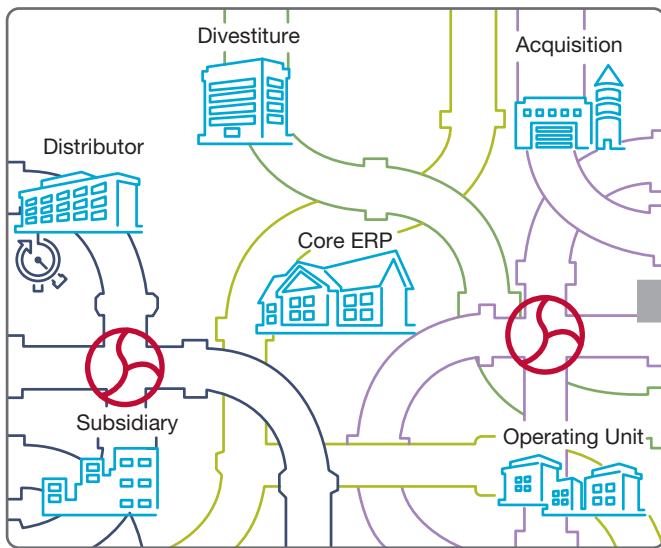 Divestiture
Acquisition
Distributor
Core ERP
Subsidiary
Operating Unit